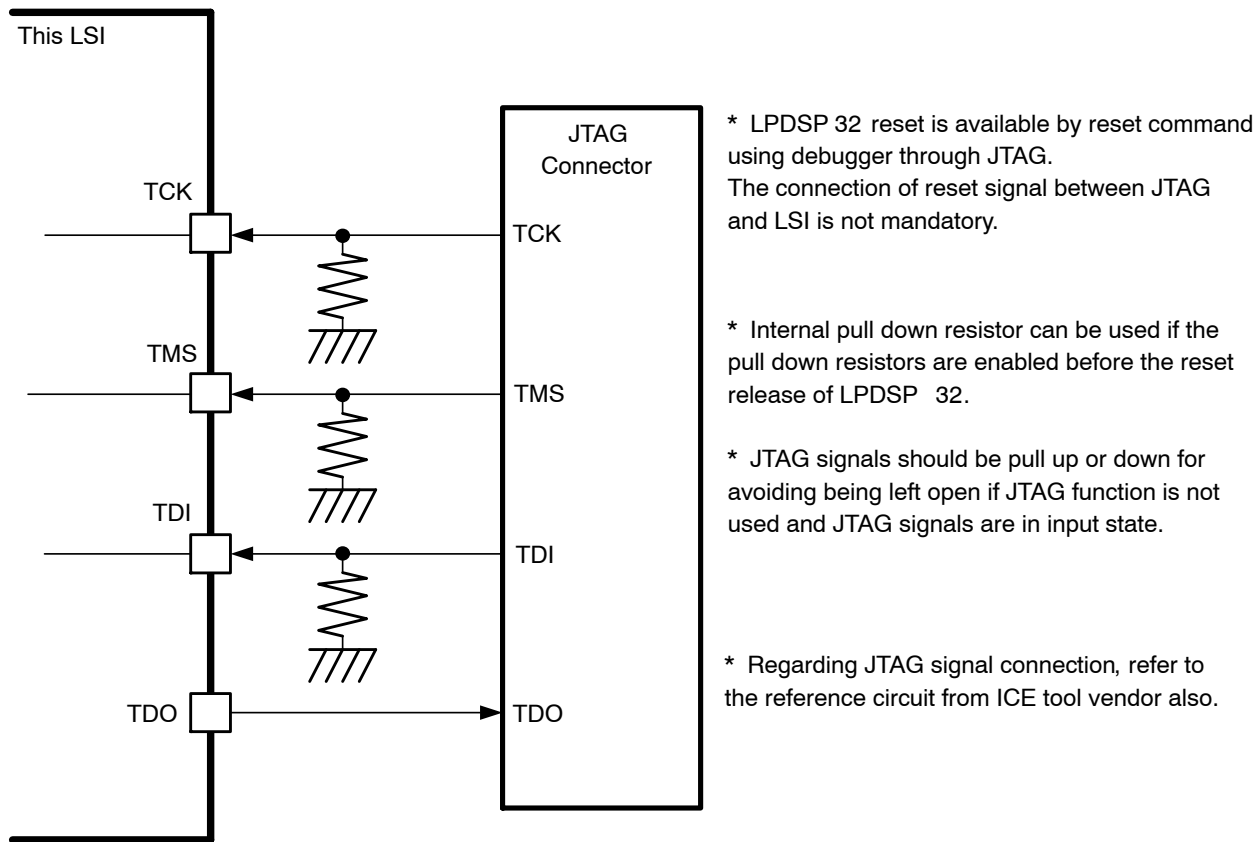 This LSI
TCK
TMS
TDI
TDO
JTAG
Connector
TCK
TMS
TDI
TDO
* LPDSP 32 reset is available by reset command
using debugger through JTAG.
The connection of reset signal between JTAG
and LSI is not mandatory.
* Internal pull down resistor can be used if the
pull down resistors are enabled before the reset
release of LPDSP 32.
* JTAG signals should be pull up or down for
avoiding being left open if JTAG function is not
used and JTAG signals are in input state.
* Regarding JTAG signal connection, refer to
the reference circuit from ICE tool vendor also.